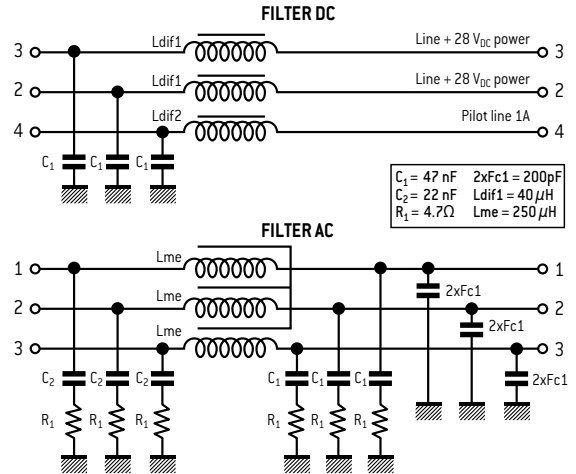 FILTER DC
3 Ldif1 Line + 28 V_DC power 3
2 Ldif1 Line + 28 V_DC power 2
4 Ldif2 Pilot line 1A 4
C₁ C₁ C₁
C₁ = 47 nF 2xFc1 = 200pF
C₂ = 22 nF Ldif1 = 40 µH
R₁ = 4.7Ω Lme = 250 µH
FILTER AC
1 Lme 1
2xFc1
2 Lme 2
2xFc1
3 Lme 3
C₂ C₂ C₂ C₁ C₁ C₁ 2xFc1
R₁ R₁ R₁ R₁ R₁ R₁